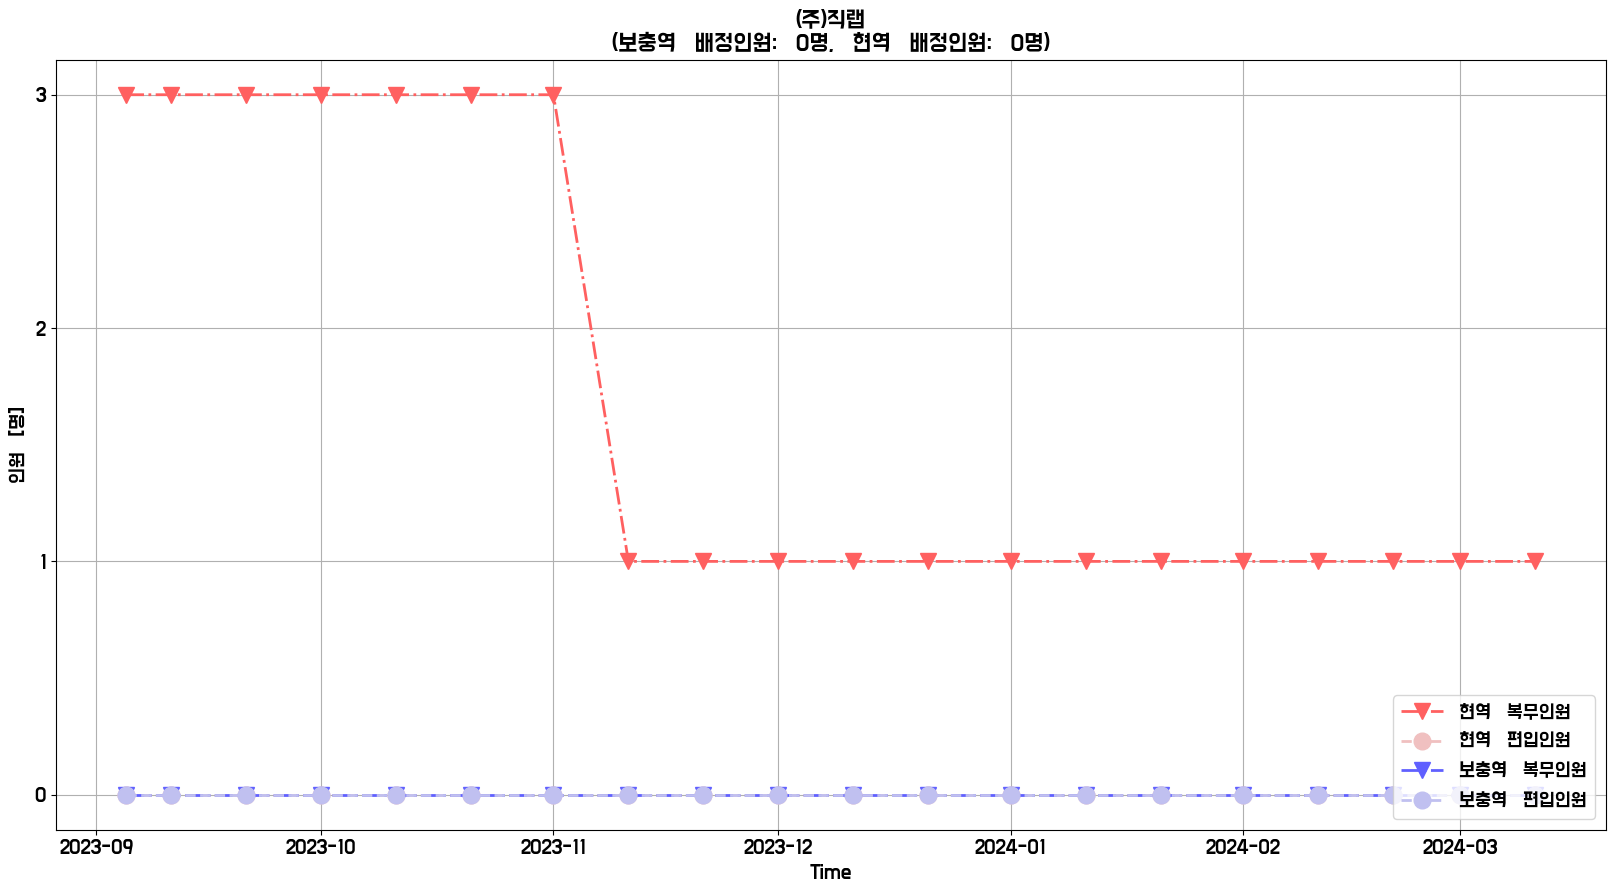 (주)직랩
(보충역 배정인원: 0명, 현역 배정인원: 0명)
3
2
1
0
인원 [명]
2023-09
2023-10
2023-11
2023-12
2024-01
2024-02
2024-03
Time
현역 복무인원
현역 편입인원
보충역 복무인원
보충역 편입인원